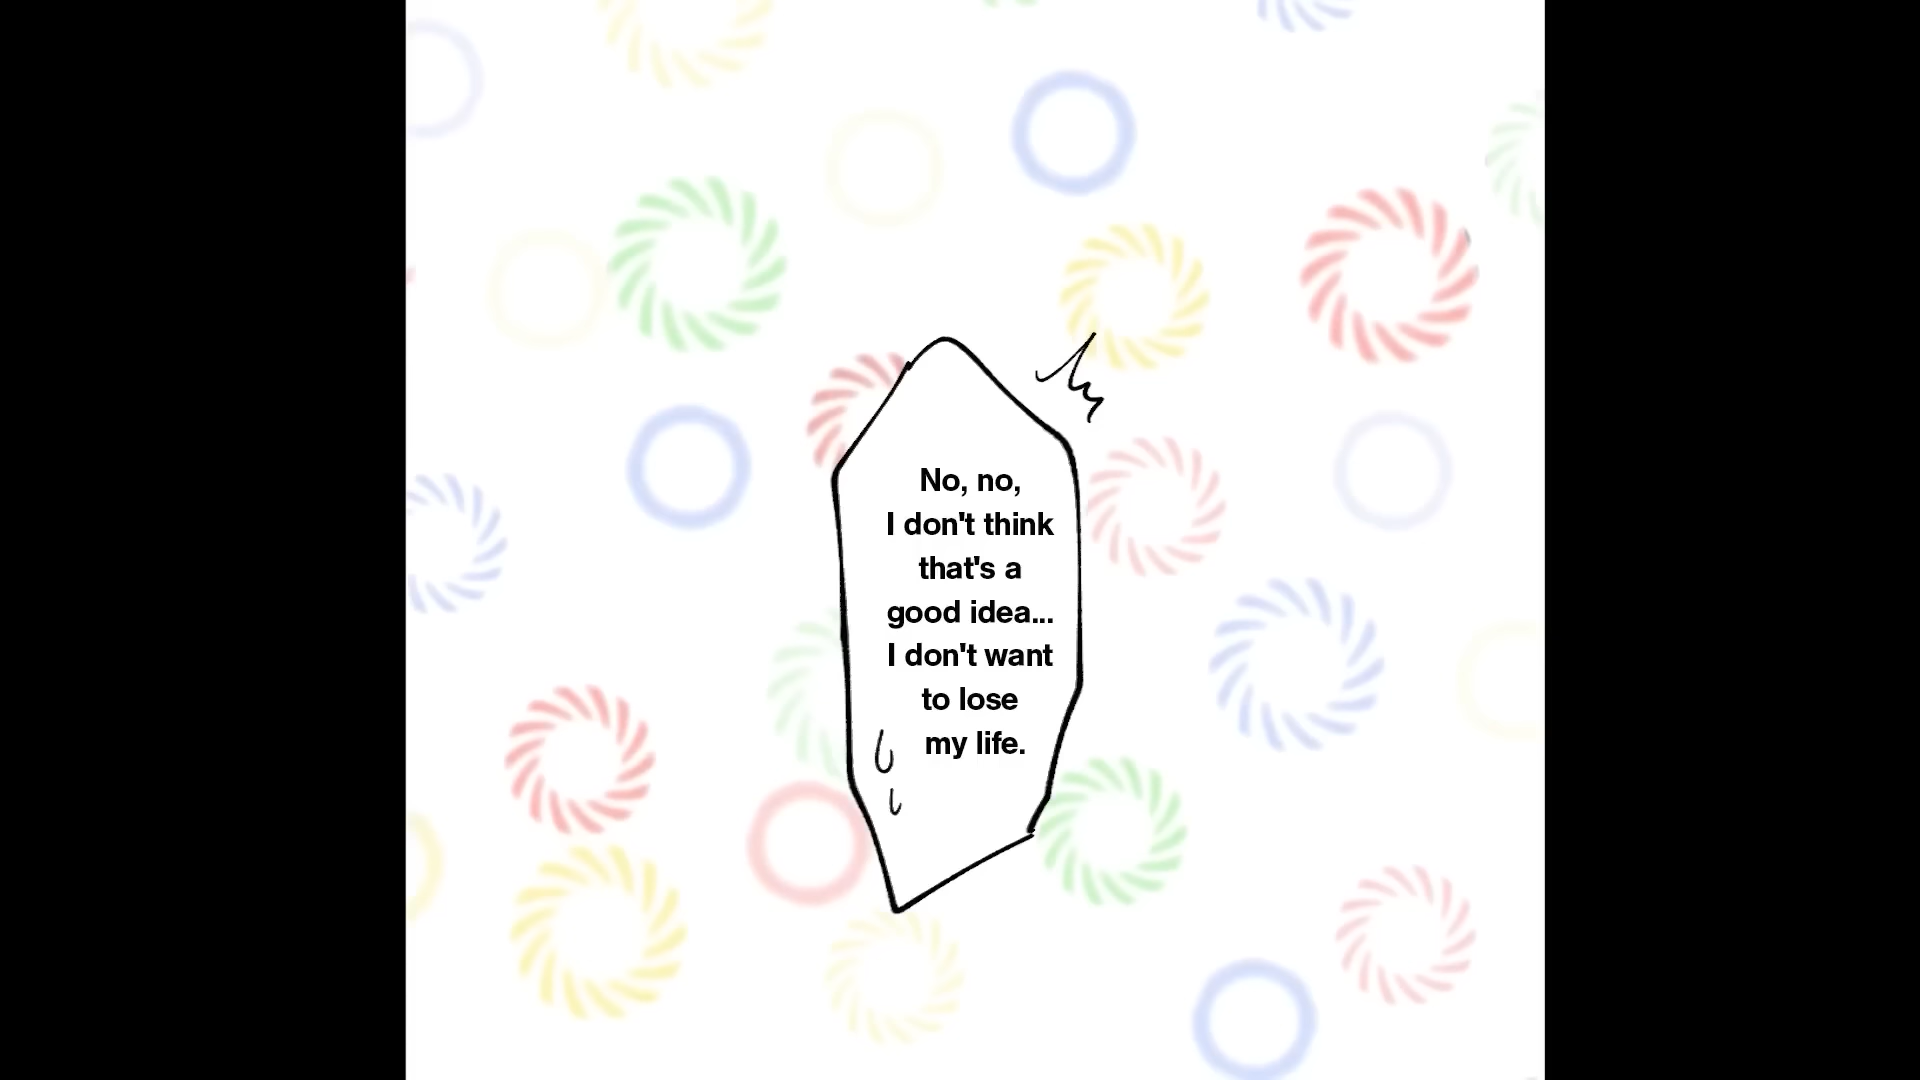 No, no,
I don't think
that's a
good idea...
I don't want
to lose
my life.